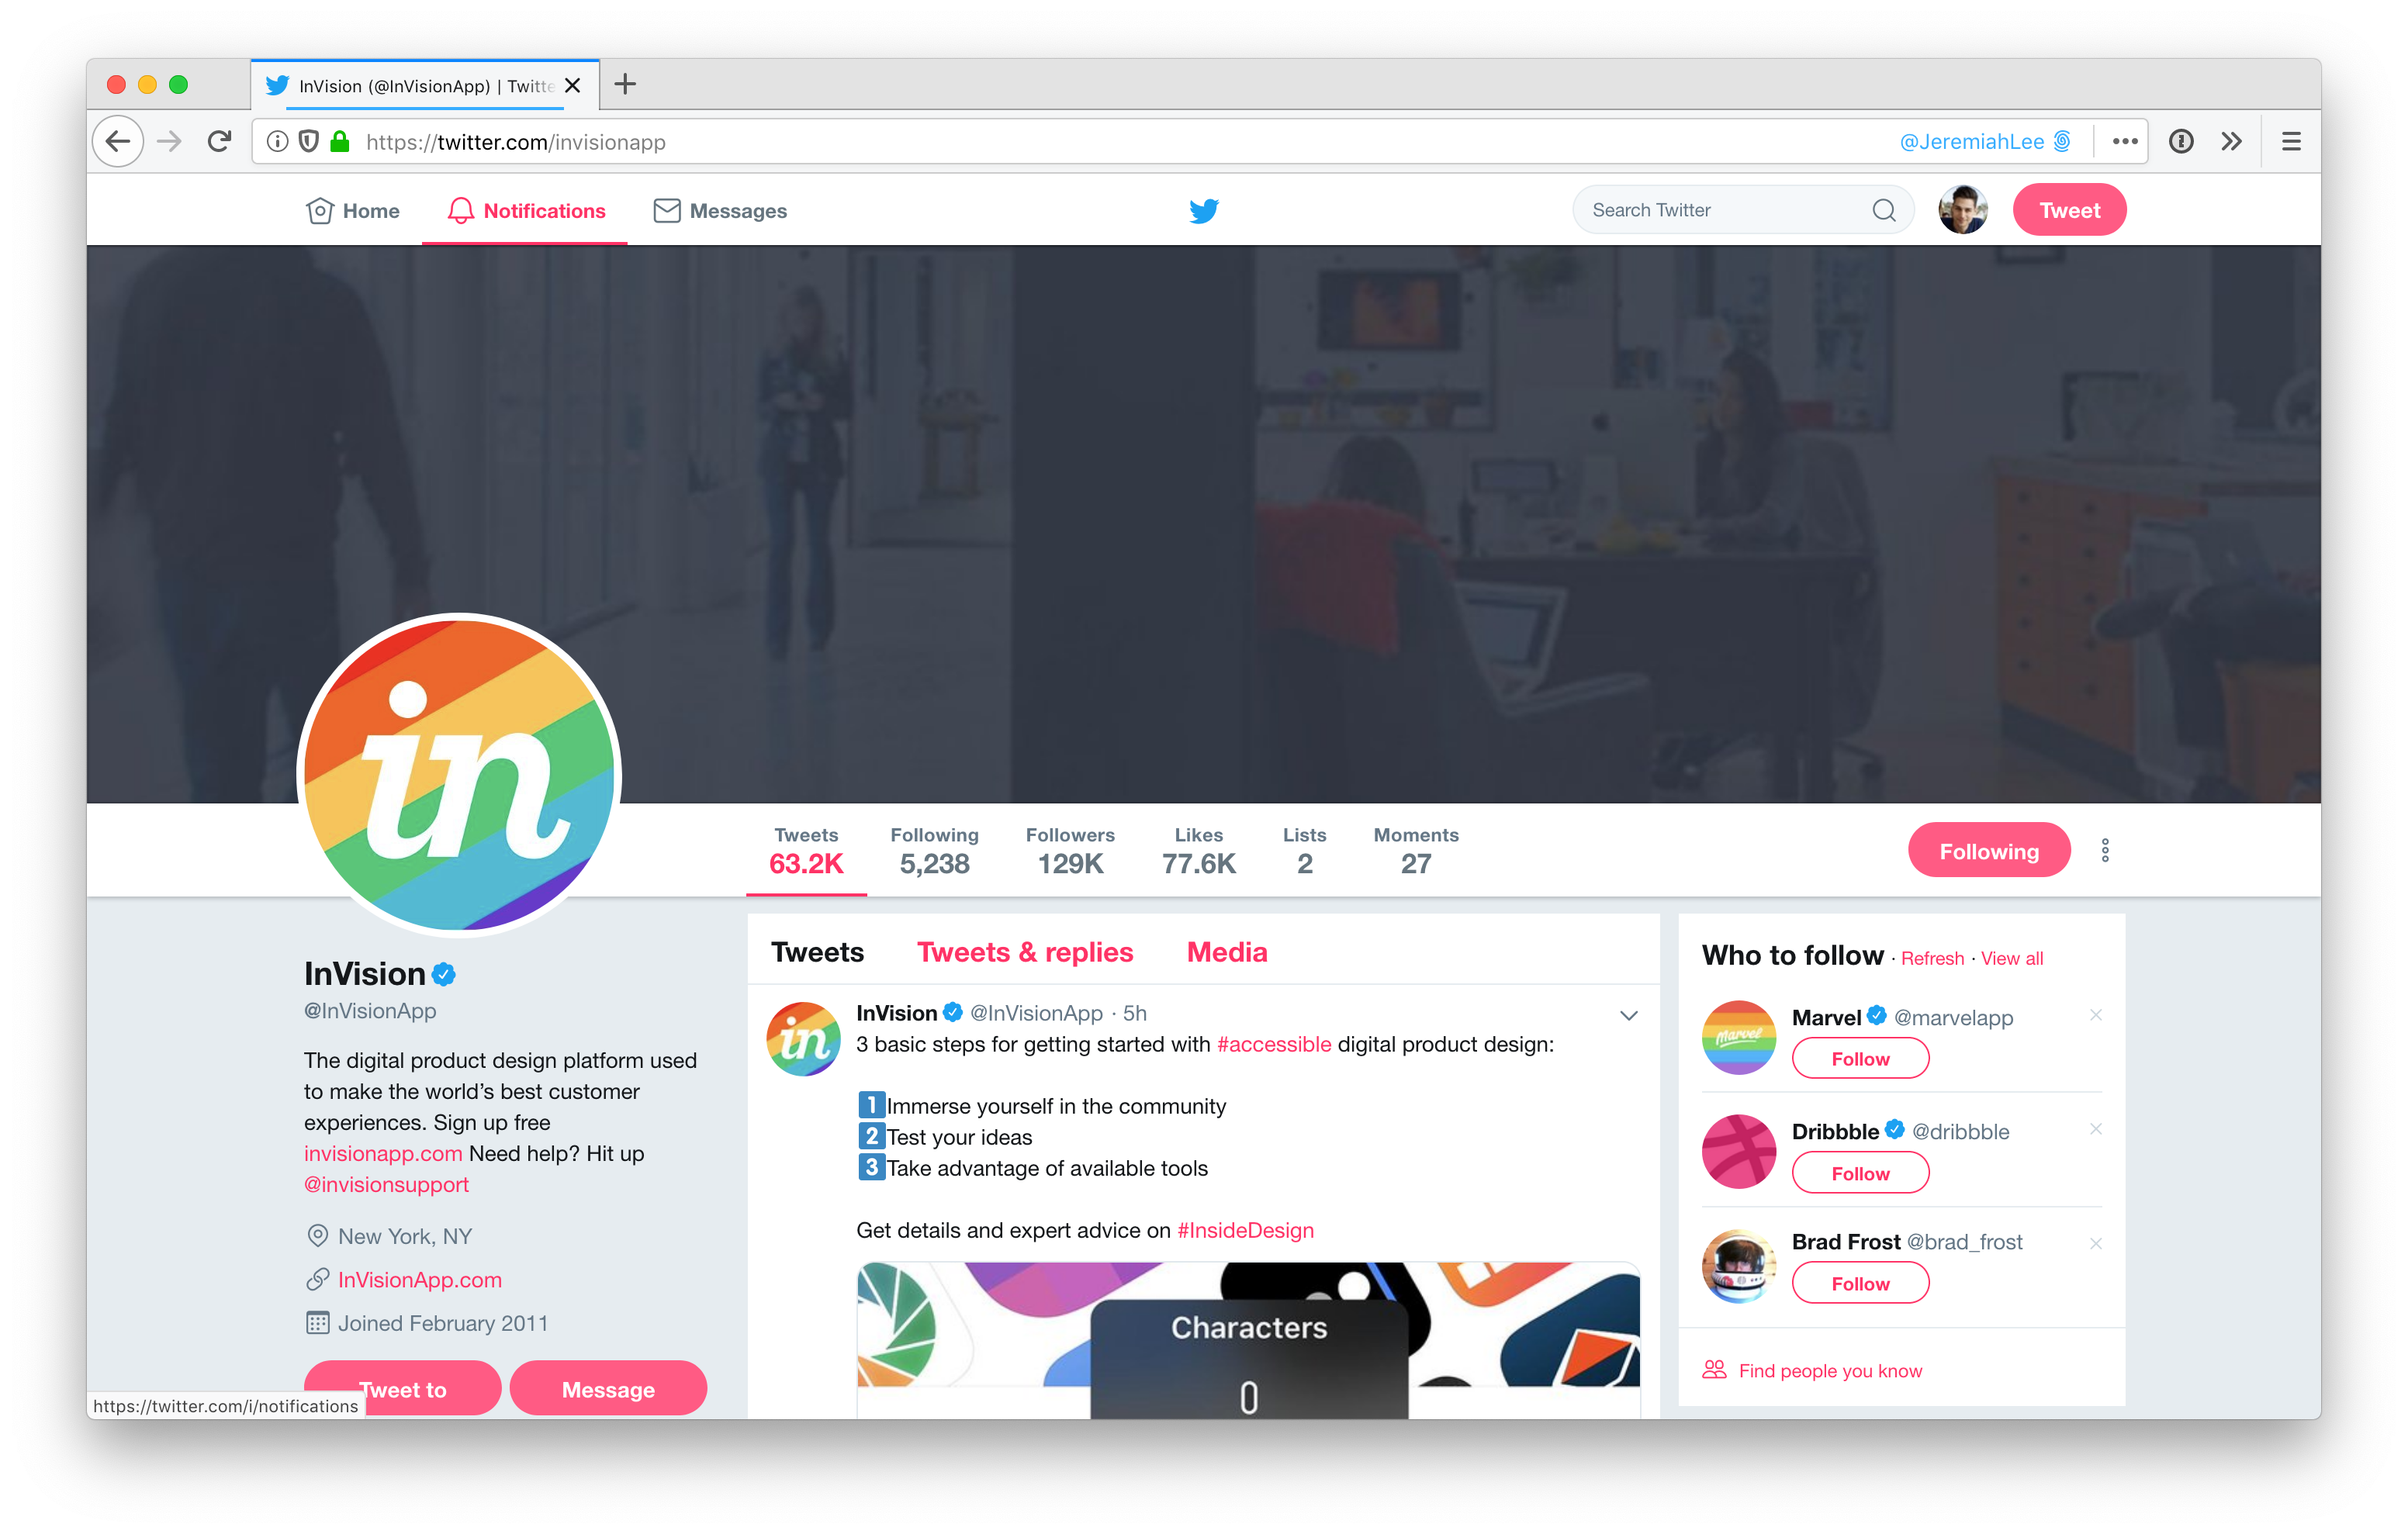 InVision (@InVisionApp) | Twitte
https://twitter.com/invisionapp
@JeremiahLee
Home
Notifications
Messages
Search Twitter
Tweet
in
Tweets
63.2K
Following
5,238
Followers
129K
Likes
77.6K
Lists
2
Moments
27
Following
InVision
@InVisionApp
The digital product design platform used
to make the world’s best customer
experiences. Sign up free
invisionapp.com Need help? Hit up
@invisionsupport
New York, NY
InVisionApp.com
Joined February 2011
Tweet to
Message
https://twitter.com/i/notifications
Tweets
Tweets & replies
Media
in
InVision @InVisionApp · 5h
3 basic steps for getting started with #accessible digital product design:
1 Immerse yourself in the community
2 Test your ideas
3 Take advantage of available tools
Get details and expert advice on #InsideDesign
Characters
0
Who to follow · Refresh · View all
Marvel
Marvel @marvelapp
Follow
Dribbble @dribbble
Follow
Brad Frost @brad_frost
Follow
Find people you know